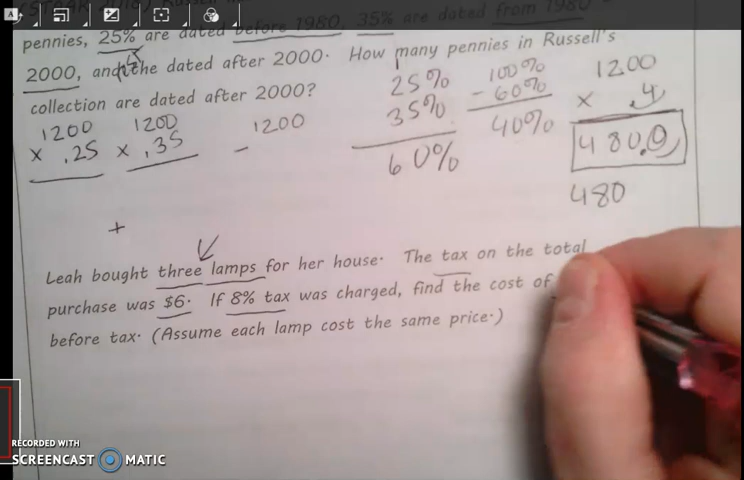 pennies, 25% are dated before 1980, 35% are dated from 1980
2000, and the dated after 2000. How many pennies in Russell's
collection are dated after 2000?
1200
x .25
1200
x .35
1200
-
+
25%
35%
60%
100%
- 60%
40%
1200
x .4
480.0
480
Leah bought three lamps for her house. The tax on the total
purchase was $6. If 8% tax was charged, find the cost of
before tax. (Assume each lamp cost the same price.)
RECORDED WITH
SCREENCAST MATIC